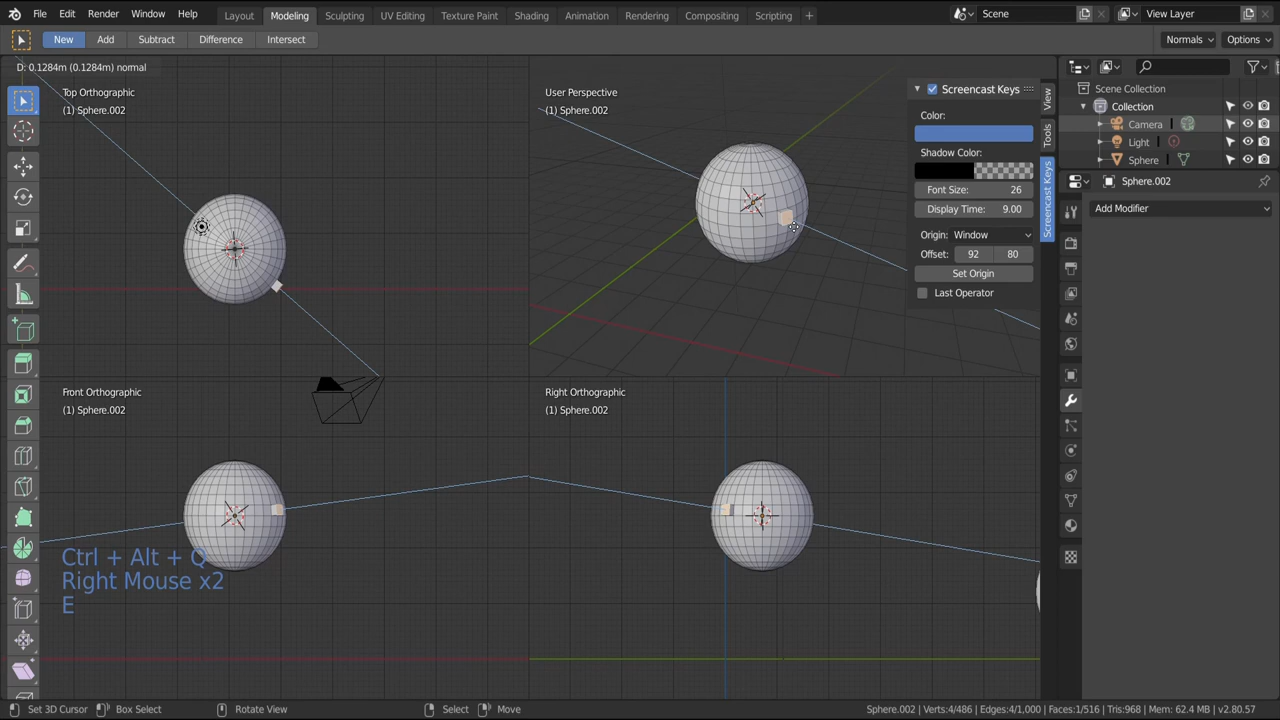 File Edit Render Window Help Layout Modeling Sculpting UV Editing Texture Paint Shading Animation Rendering Compositing Scripting + Scene View Layer
New Add Subtract Difference Intersect Normals Options
D: 0.1284m (0.1284m) normal
Top Orthographic
(1) Sphere.002
User Perspective
(1) Sphere.002
Screencast Keys
Color:
Shadow Color:
Font Size: 26
Display Time: 9.00
Origin: Window
Offset: 92 80
Set Origin
Last Operator
View
Tools
Screencast Keys
Scene Collection
Collection
Camera
Light
Sphere
Sphere.002
Add Modifier
Front Orthographic
(1) Sphere.002
Right Orthographic
(1) Sphere.002
Ctrl + Alt + Q
Right Mouse x2
E
Set 3D Cursor Box Select Rotate View Select Move Sphere.002 | Verts:4/486 | Edges:4/1,000 | Faces:1/516 | Tris:968 | Mem: 62.4 MB | v2.80.57